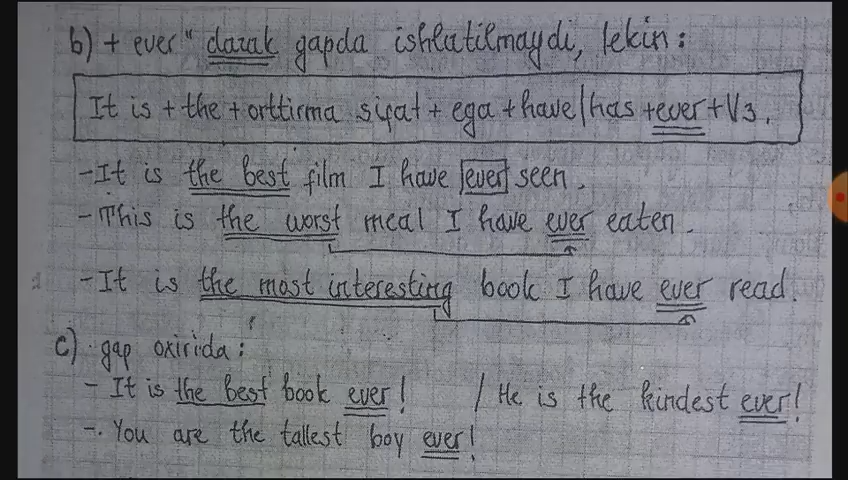 b) + ever" darak gapda ishlatilmaydi, lekin:
It is + the + orttirma sifat + ega + have/has + ever + V3.
- It is the best film I have ever seen.
- This is the worst meal I have ever eaten.
- It is the most interesting book I have ever read.
c) gap oxirida:
- It is the best book ever! / He is the kindest ever!
- You are the tallest boy ever!